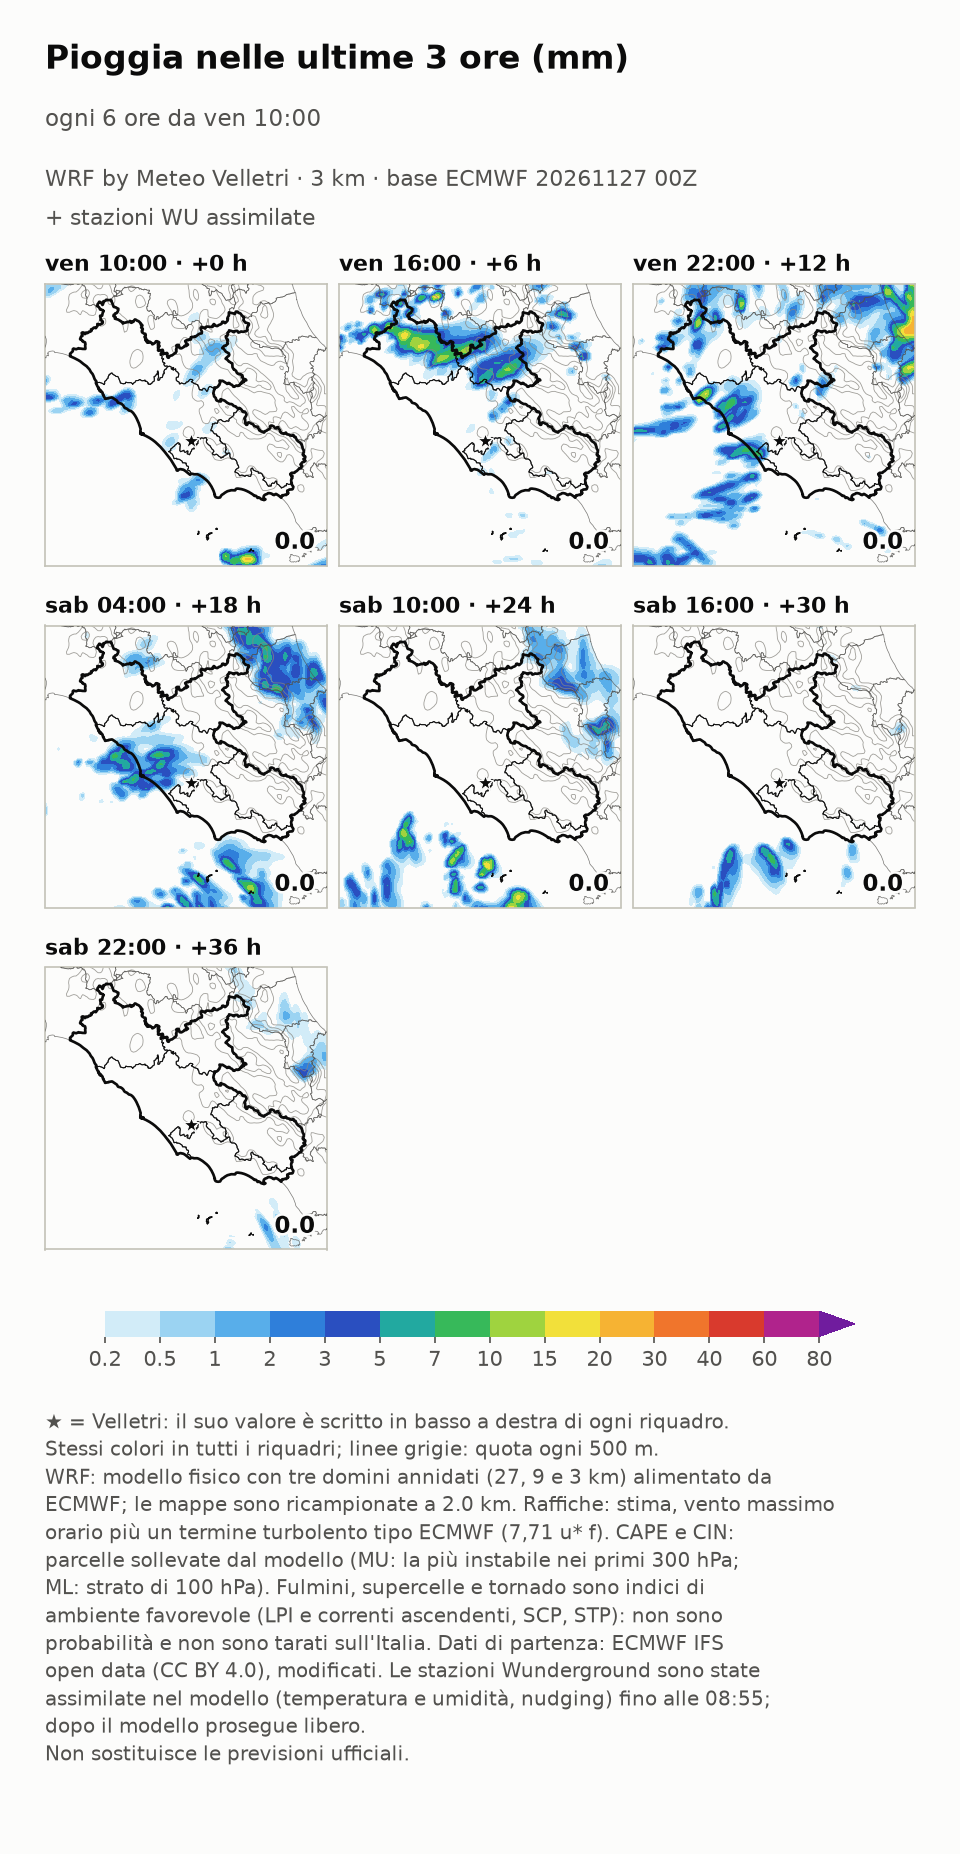 Pioggia nelle ultime 3 ore (mm)
ogni 6 ore da ven 10:00
WRF by Meteo Velletri · 3 km · base ECMWF 20261127 00Z
+ stazioni WU assimilate
ven 10:00 · +0 h
ven 16:00 · +6 h
ven 22:00 · +12 h
0.0
0.0
0.0
sab 04:00 · +18 h
sab 10:00 · +24 h
sab 16:00 · +30 h
0.0
0.0
0.0
sab 22:00 · +36 h
0.0
0.2 0.5 1 2 3 5 7 10 15 20 30 40 60 80
★ = Velletri: il suo valore è scritto in basso a destra di ogni riquadro.
Stessi colori in tutti i riquadri; linee grigie: quota ogni 500 m.
WRF: modello fisico con tre domini annidati (27, 9 e 3 km) alimentato da
ECMWF; le mappe sono ricampionate a 2.0 km. Raffiche: stima, vento massimo
orario più un termine turbolento tipo ECMWF (7,71 u* f). CAPE e CIN:
parcelle sollevate dal modello (MU: la più instabile nei primi 300 hPa;
ML: strato di 100 hPa). Fulmini, supercelle e tornado sono indici di
ambiente favorevole (LPI e correnti ascendenti, SCP, STP): non sono
probabilità e non sono tarati sull'Italia. Dati di partenza: ECMWF IFS
open data (CC BY 4.0), modificati. Le stazioni Wunderground sono state
assimilate nel modello (temperatura e umidità, nudging) fino alle 08:55;
dopo il modello prosegue libero.
Non sostituisce le previsioni ufficiali.